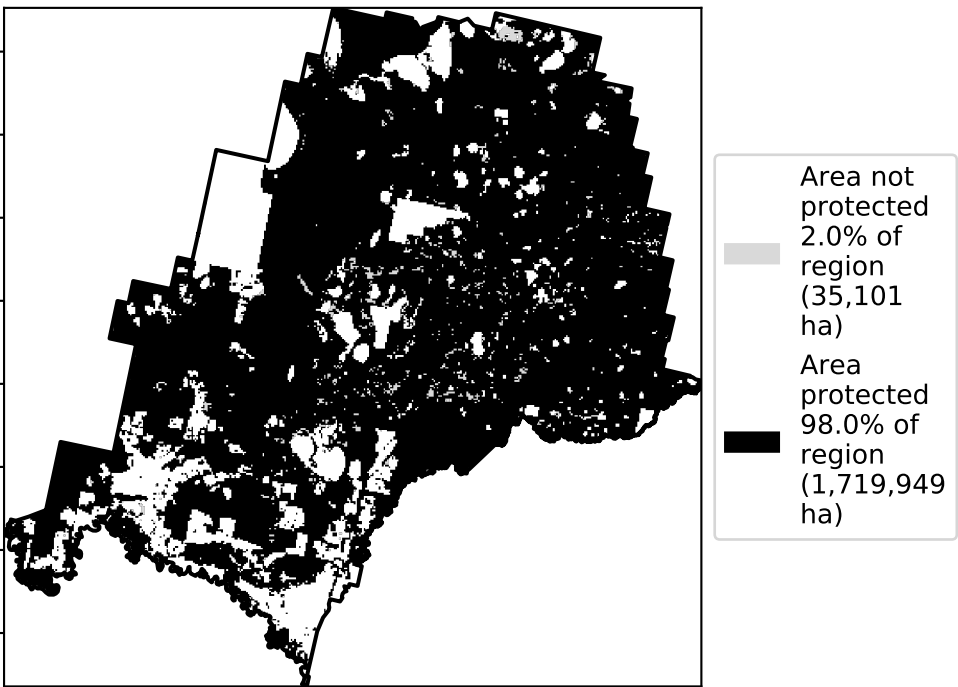 Area not
protected
2.0% of
region
(35,101
ha)
Area
protected
98.0% of
region
(1,719,949
ha)